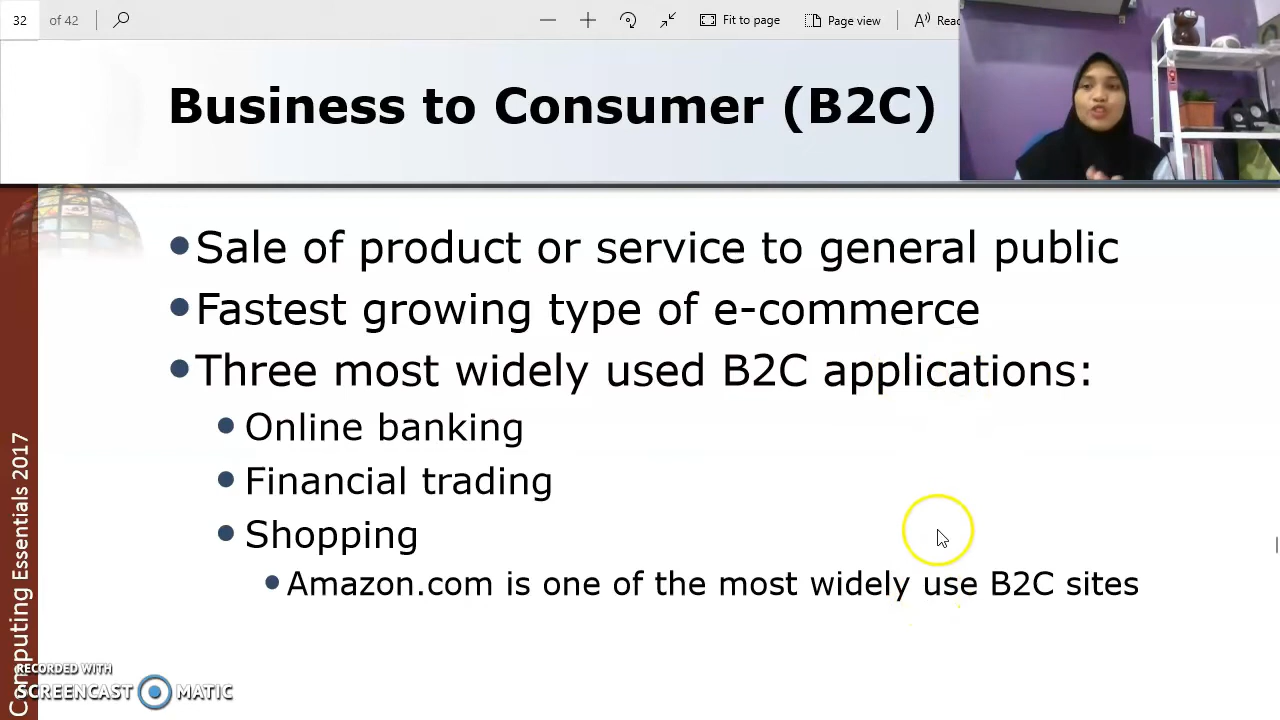 32 of 42
Fit to page
Page view
Business to Consumer (B2C)
Sale of product or service to general public
Fastest growing type of e-commerce
Three most widely used B2C applications:
Online banking
Financial trading
Shopping
Amazon.com is one of the most widely use B2C sites
Computing Essentials 2017
RECORDED WITH
SCREENCAST MATIC